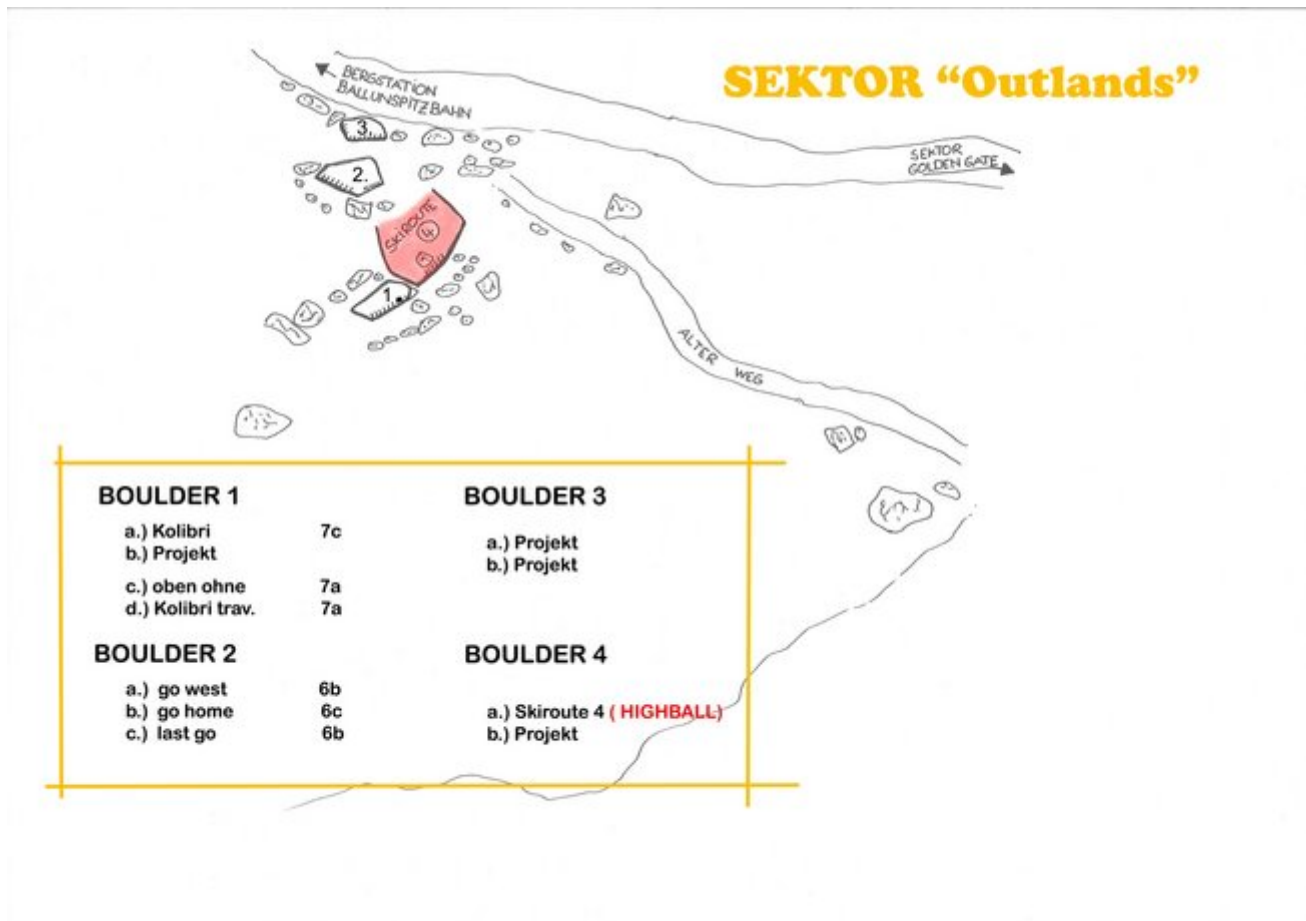 SEKTOR "Outlands"
BERGSTATION
BALLUNSPITZBAHN
SEKTOR
GOLDEN GATE
3.
2.
SKIROUTE
4
1.
ALTER WEG
BOULDER 1
a.) Kolibri 7c
b.) Projekt
c.) oben ohne 7a
d.) Kolibri trav. 7a
BOULDER 2
a.) go west 6b
b.) go home 6c
c.) last go 6b
BOULDER 3
a.) Projekt
b.) Projekt
BOULDER 4
a.) Skiroute 4 ( HIGHBALL)
b.) Projekt